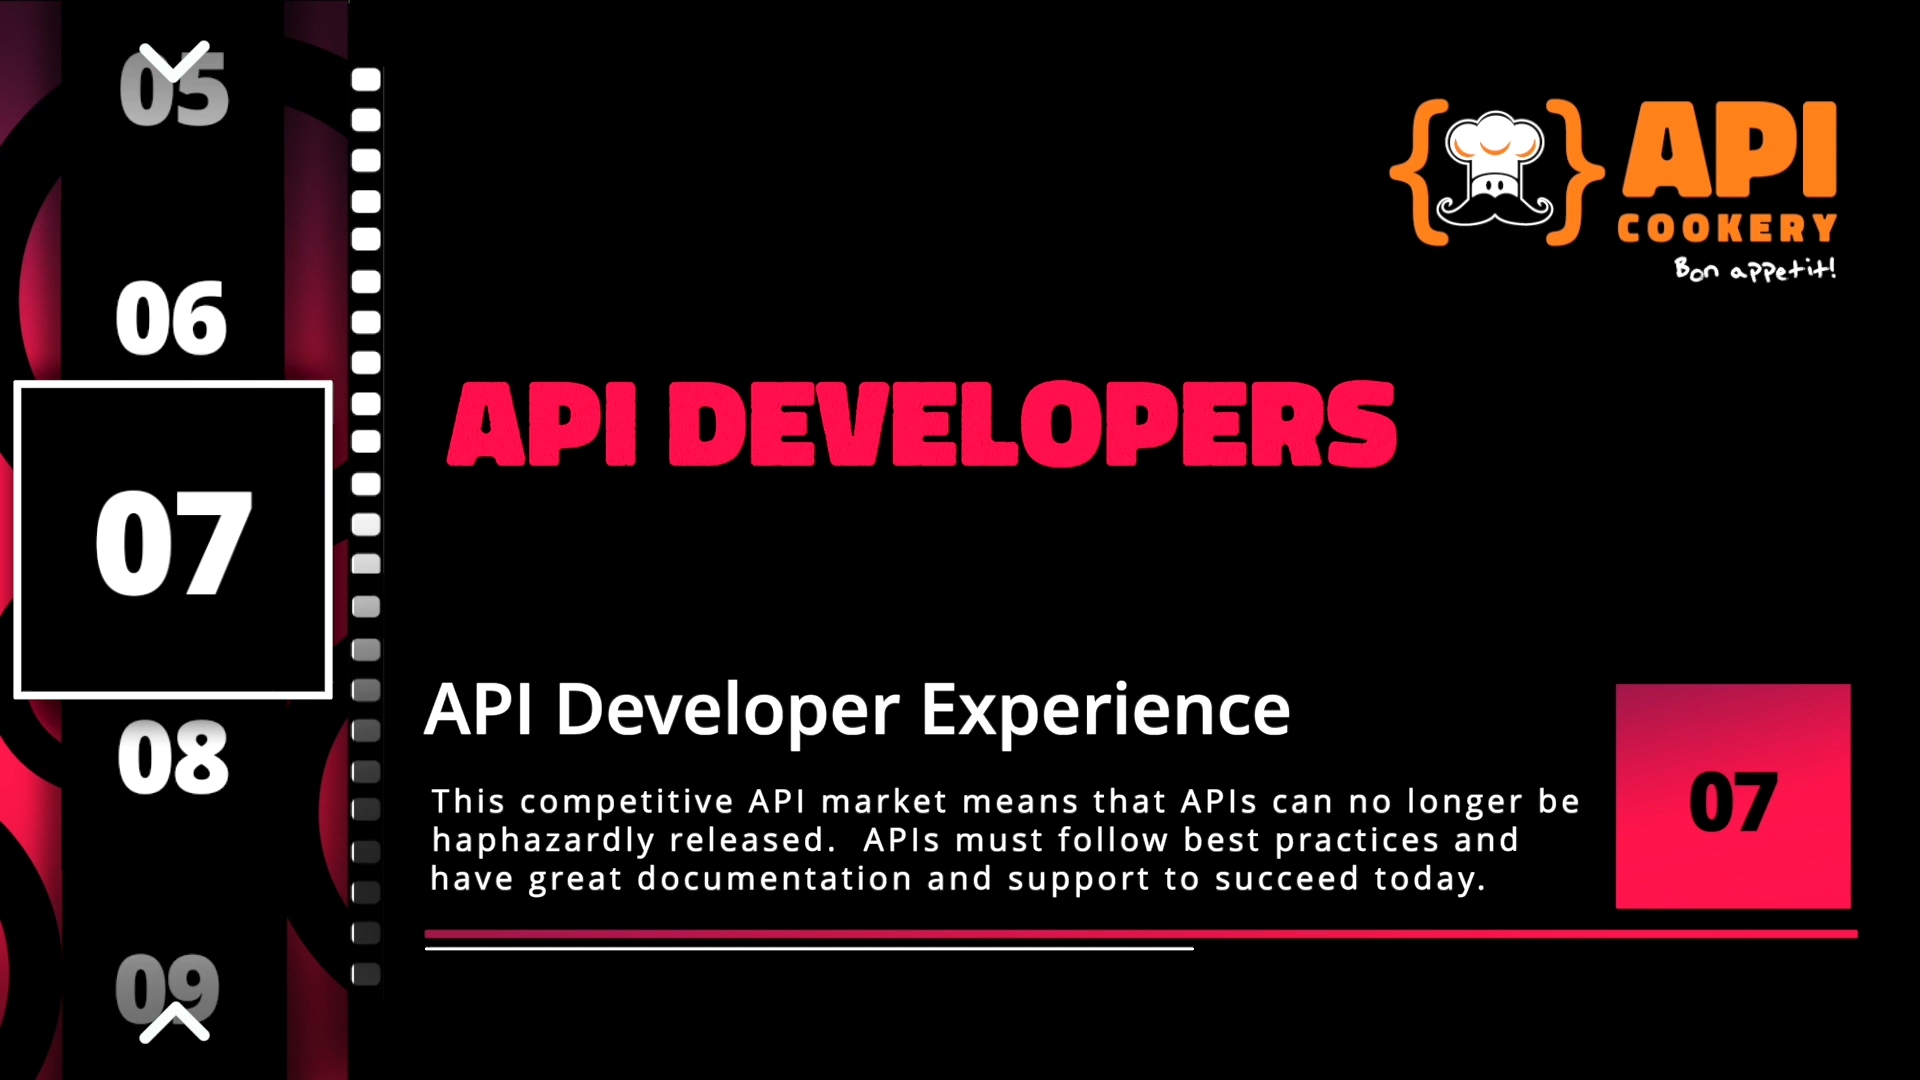 05
06
07
08
09
API
COOKERY
Bon appetit!
API DEVELOPERS
API Developer Experience
This competitive API market means that APIs can no longer be
haphazardly released.  APIs must follow best practices and
have great documentation and support to succeed today.
07